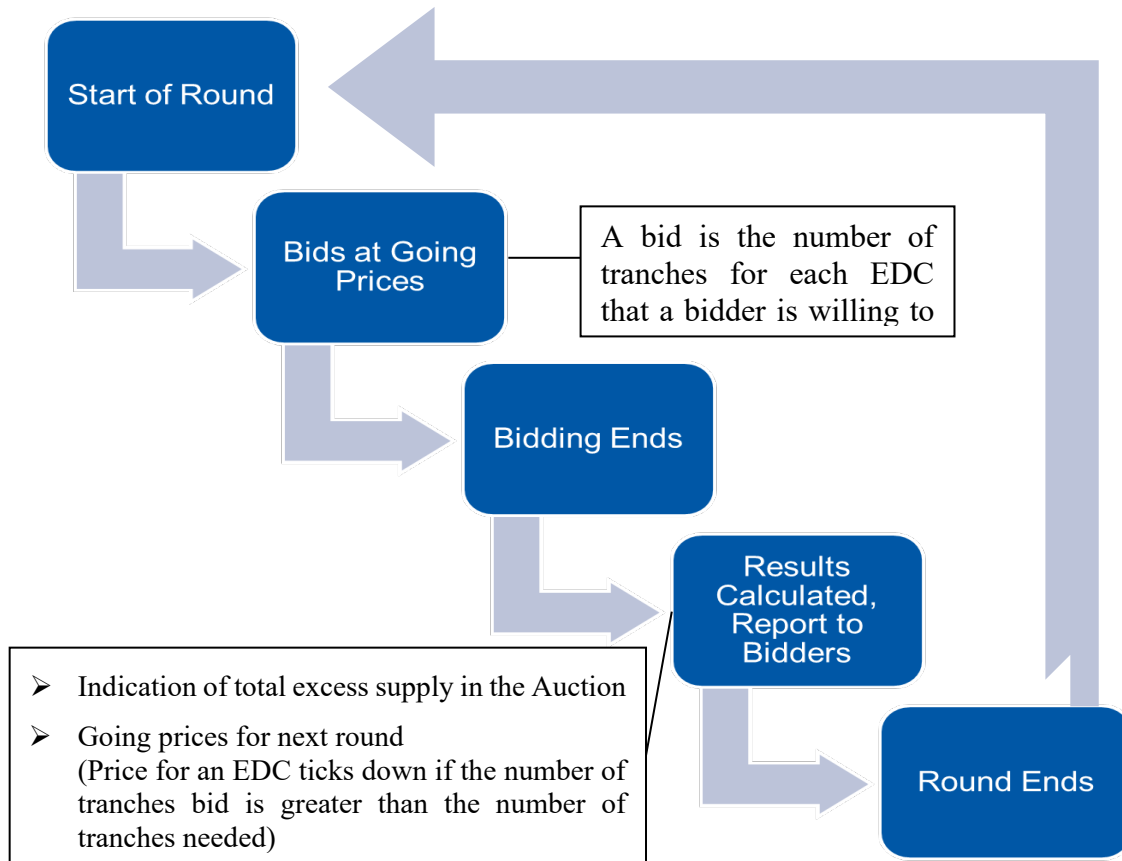 Start of Round
Bids at Going
Prices
A bid is the number of
tranches for each EDC
that a bidder is willing to
Bidding Ends
Results
Calculated,
Report to
Bidders
➢ Indication of total excess supply in the Auction
➢ Going prices for next round
(Price for an EDC ticks down if the number of
tranches bid is greater than the number of
tranches needed)
Round Ends